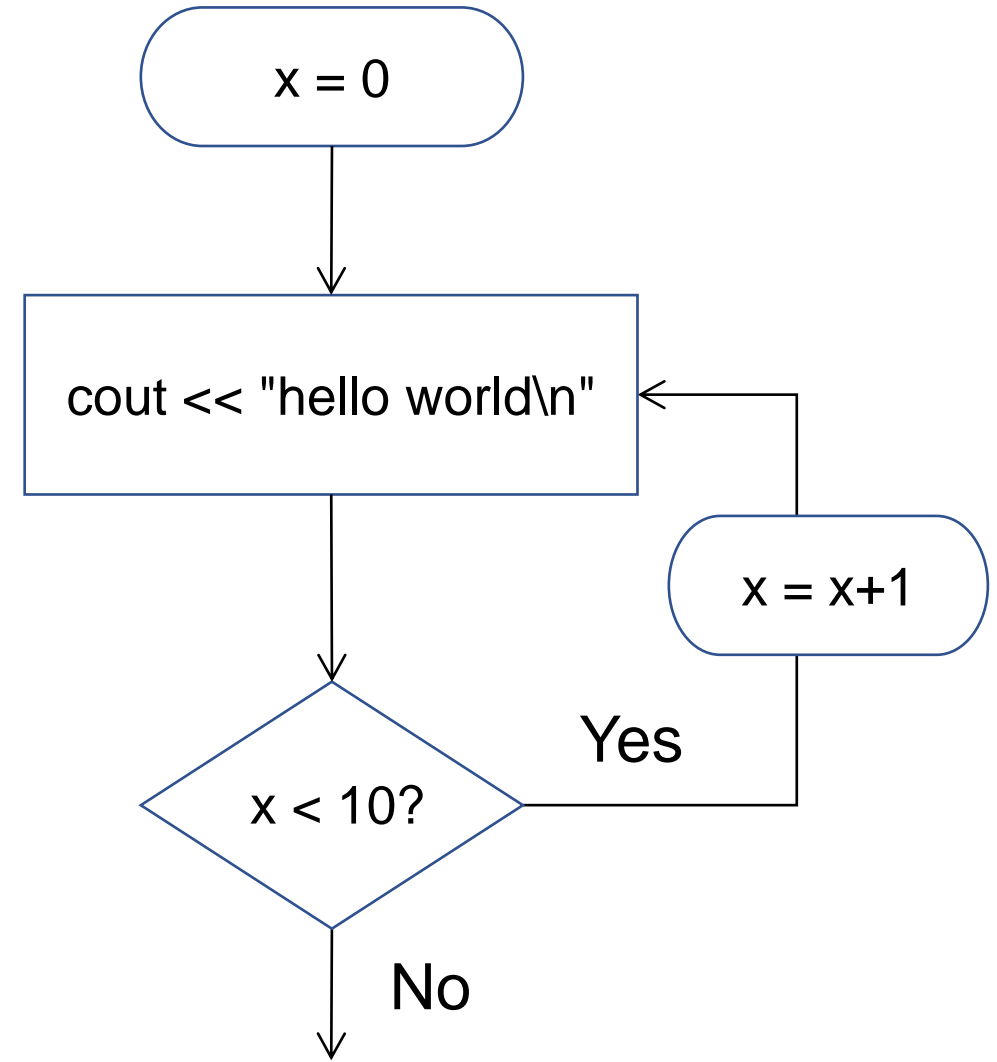 x = 0
cout << "hello world\n"
x = x+1
Yes
x < 10?
No